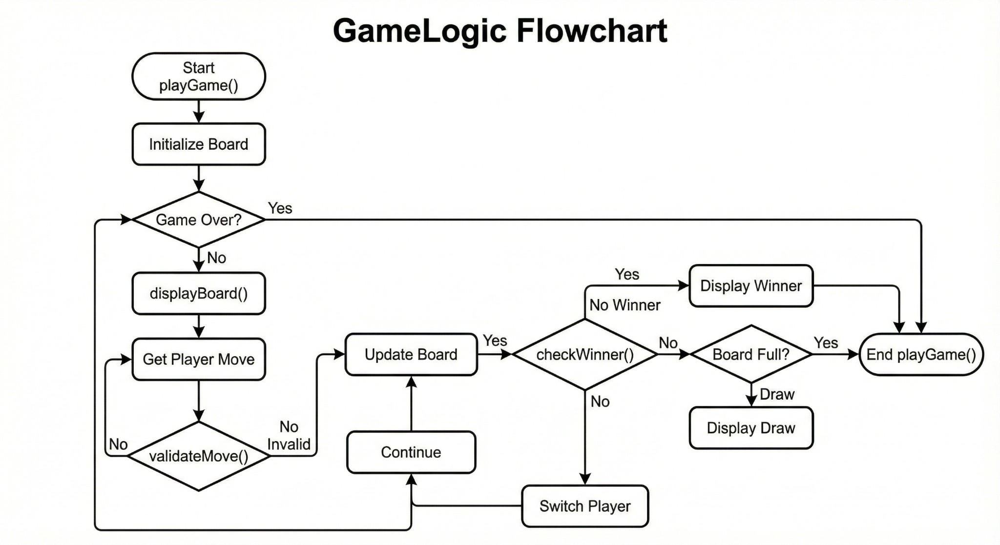 GameLogic Flowchart
Start
playGame()
Initialize Board
Game Over?
Yes
No
displayBoard()
Get Player Move
validateMove()
No
No
Invalid
Update Board
Continue
Yes
checkWinner()
Yes
No Winner
Display Winner
No
Board Full?
Yes
End playGame()
Draw
Display Draw
No
Switch Player